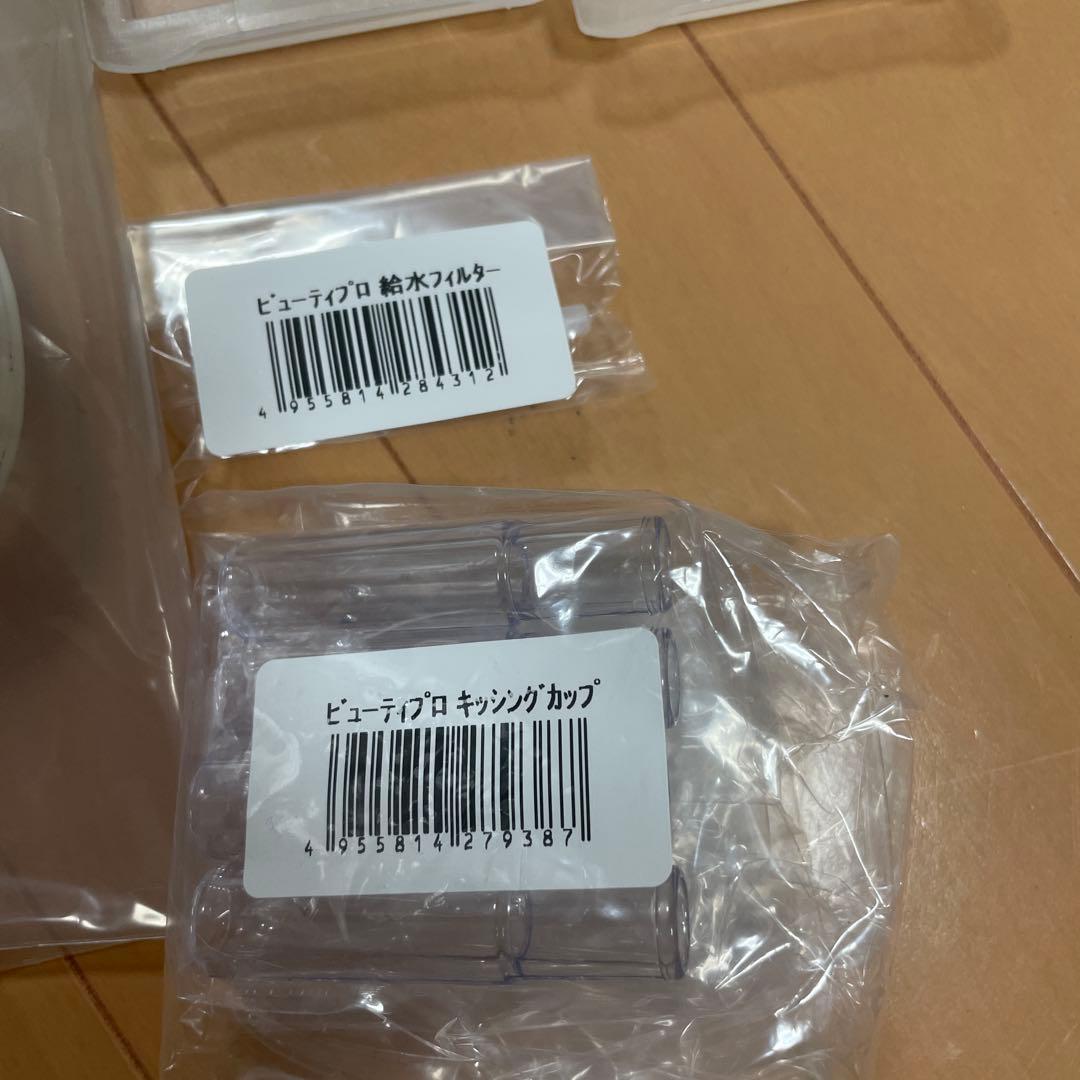 ビューティプロ 給水フィルター
4 955814 284312
ビューティプロ キッシングカップ
4 955814 279387